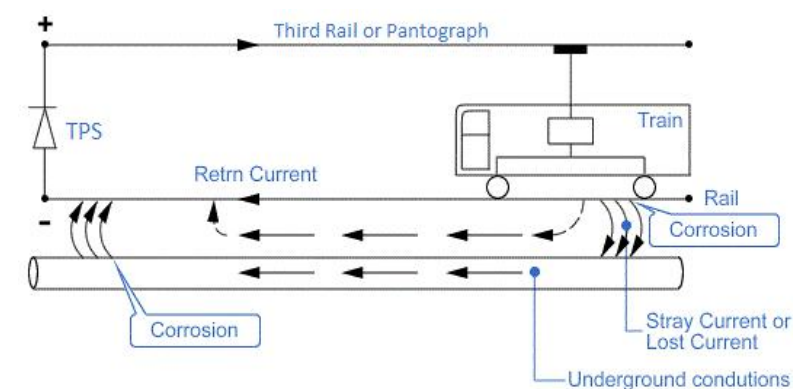 +
Third Rail or Pantograph
TPS
Train
Retrn Current
Rail
-
Corrosion
Corrosion
Stray Current or
Lost Current
Underground condutions